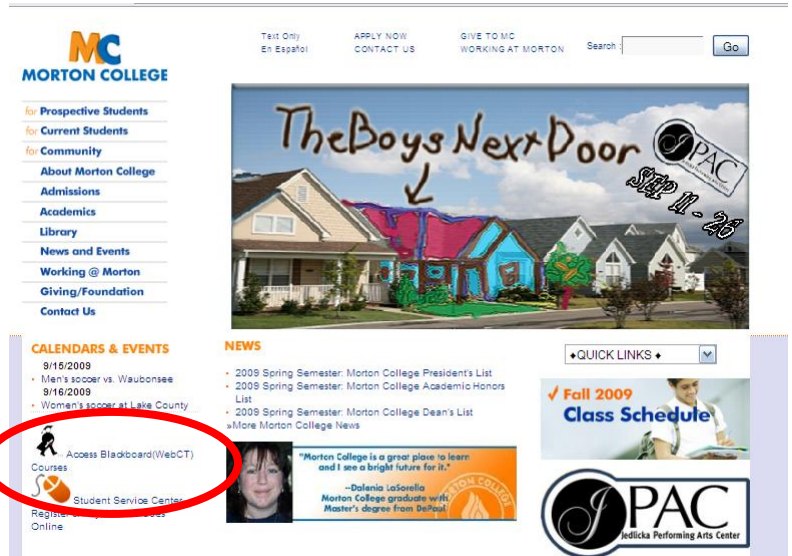 MC
MORTON COLLEGE
Text Only
En Español
APPLY NOW
CONTACT US
GIVE TO MC
WORKING AT MORTON
Search :
Go
for Prospective Students
for Current Students
for Community
About Morton College
Admissions
Academics
Library
News and Events
Working @ Morton
Giving/Foundation
Contact Us
The Boys Next Door
JPAC
SEP 11 - 26
CALENDARS & EVENTS
9/15/2009
Men's soccer vs. Waubonsee
9/16/2009
Women's soccer at Lake County
Access Blackboard(WebCT)
Courses
Student Service Center
Register
Online
NEWS
2009 Spring Semester: Morton College President's List
2009 Spring Semester: Morton College Academic Honors
List
2009 Spring Semester: Morton College Dean's List
»More Morton College News
"Morton College is a great place to learn
and I see a bright future for it."
--Dalania LaSorella
Morton College graduate with
Master's degree from DePaul
MORTON COLLEGE
♦QUICK LINKS ♦
Fall 2009
Class Schedule
JPAC
Jedlicka Performing Arts Center